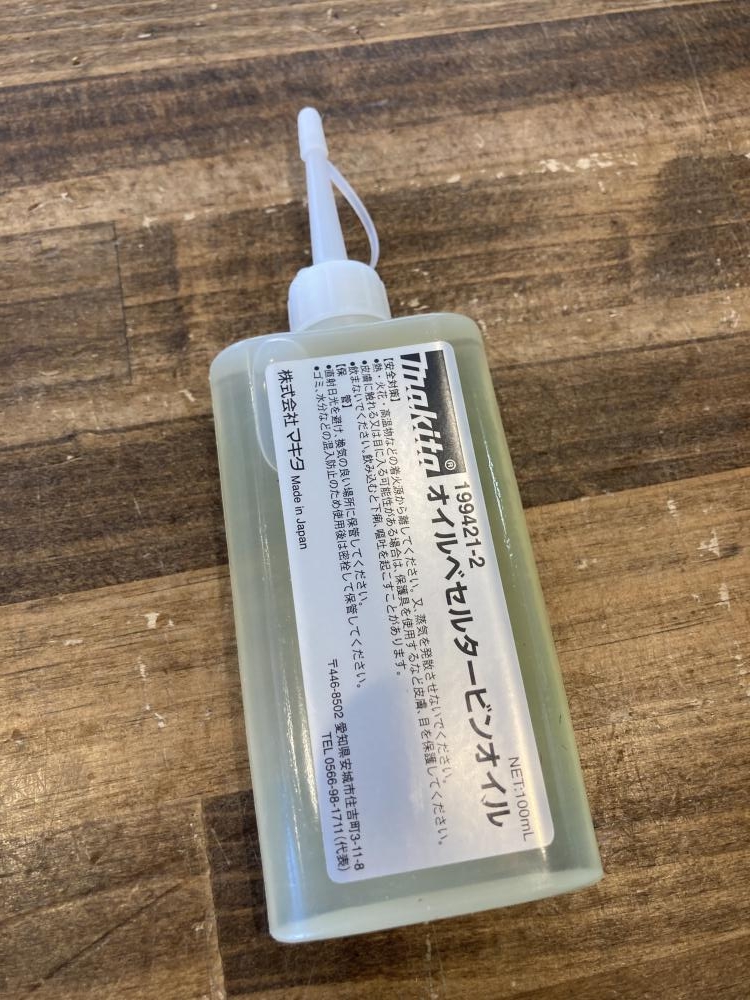 makita®
199421-2
オイルベセルタービンオイル
NET:100mL
【安全対策】
●熱・火花・高温物などの着火源から離してください。又、蒸気を発散させないでください。
●皮膚に触れる又は目に入る可能性がある場合は、保護具を使用するなど皮膚、目を保護してください。
●飲まないでください。飲み込むと下痢、嘔吐を起こすことがあります。
【保　管】
●直射日光を避け、換気の良い場所に保管してください。
●ゴミ、水分などの混入防止のため使用後は密栓して保管してください。
株式会社 マキタ Made in Japan
〒446-8502 愛知県安城市住吉町3-11-8
TEL 0566-98-1711(代表)